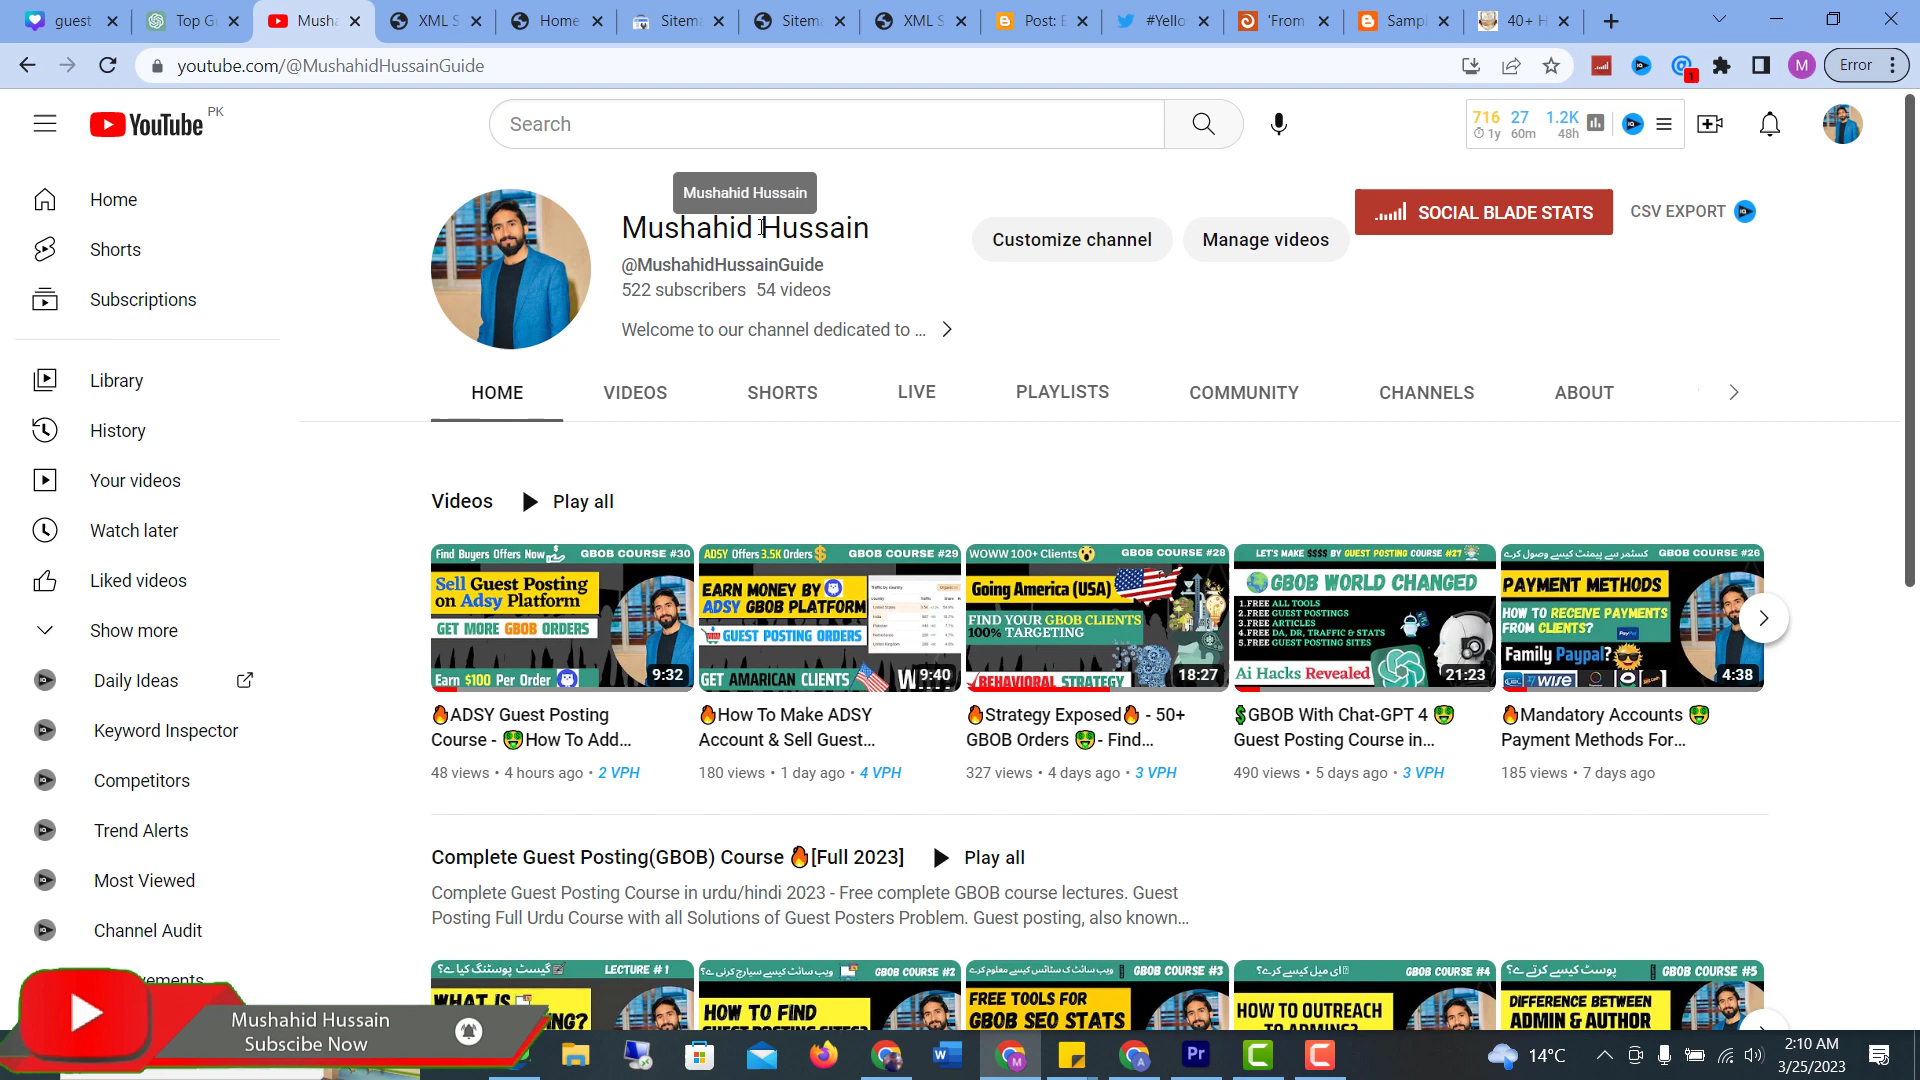 guest
Top G
Musha
XML S
Home
Sitem
Sitem
XML S
Post: E
#Yello
'From
Sampl
40+ H
youtube.com/@MushahidHussainGuide
1
M
Error
YouTube
PK
Search
716 27 1.2K
1y 60m 48h
Mushahid Hussain
Mushahid Hussain
@MushahidHussainGuide
522 subscribers 54 videos
Welcome to our channel dedicated to ...
Customize channel
Manage videos
SOCIAL BLADE STATS
CSV EXPORT
HOME
VIDEOS
SHORTS
LIVE
PLAYLISTS
COMMUNITY
CHANNELS
ABOUT
Home
Shorts
Subscriptions
Library
History
Your videos
Watch later
Liked videos
Show more
Daily Ideas
Keyword Inspector
Competitors
Trend Alerts
Most Viewed
Channel Audit
Videos
Play all
Find Buyers Offers Now
GBOB COURSE #30
Sell Guest Posting
on Adsy Platform
GET MORE GBOB ORDERS
Earn $100 Per Order
9:32
🔥ADSY Guest Posting
Course - 🤑How To Add...
48 views • 4 hours ago • 2 VPH
ADSY Offers 3.5K Orders
GBOB COURSE #29
EARN MONEY BY
ADSY GBOB PLATFORM
GUEST POSTING ORDERS
GET AMARICAN CLIENTS
9:40
🔥How To Make ADSY
Account & Sell Guest...
180 views • 1 day ago • 4 VPH
WOWW 100+ Clients
GBOB COURSE #28
Going America (USA)
FIND YOUR GBOB CLIENTS
100% TARGETING
BEHAVIORAL STRATEGY
18:27
🔥Strategy Exposed🔥 - 50+
GBOB Orders 🤑- Find...
327 views • 4 days ago • 3 VPH
LET'S MAKE $$$$ BY GUEST POSTING COURSE #27
GBOB WORLD CHANGED
1.FREE ALL TOOLS
2.FREE GUEST POSTINGS
3.FREE ARTICLES
4.FREE DA, DR, TRAFFIC & STATS
5.FREE GUEST POSTING SITES
Ai Hacks Revealed
21:23
💲GBOB With Chat-GPT 4 🤑
Guest Posting Course in...
490 views • 5 days ago • 3 VPH
کسٹمر سے پیمنٹ کیسے وصول کرے
GBOB COURSE #26
PAYMENT METHODS
HOW TO RECEIVE PAYMENTS
FROM CLIENTS?
PayPal
Family Paypal?
WISE
4:38
🔥Mandatory Accounts 🤑
Payment Methods For...
185 views • 7 days ago
Complete Guest Posting(GBOB) Course 🔥[Full 2023]
Play all
Complete Guest Posting Course in urdu/hindi 2023 - Free complete GBOB course lectures. Guest
Posting Full Urdu Course with all Solutions of Guest Posters Problem. Guest posting, also known...
گیسٹ پوسٹنگ کیا ہے؟
LECTURE # 1
WHAT IS
NG?
ویب سائٹ کیسے سیارچ کرنی ہے؟
GBOB COURSE #2
HOW TO FIND
ویب سائٹ ک سٹاٹس کیسے معلوم کرے
GBOB COURSE #3
FREE TOOLS FOR
GBOB SEO STATS
ای میل کیسے کرے؟
GBOB COURSE #4
HOW TO OUTREACH
TO ADMINS?
پوسٹ کیسے کرتے ہے؟
GBOB COURSE #5
DIFFERENCE BETWEEN
ADMIN & AUTHOR
Mushahid Hussain
Subscibe Now
14°C
2:10 AM
3/25/2023